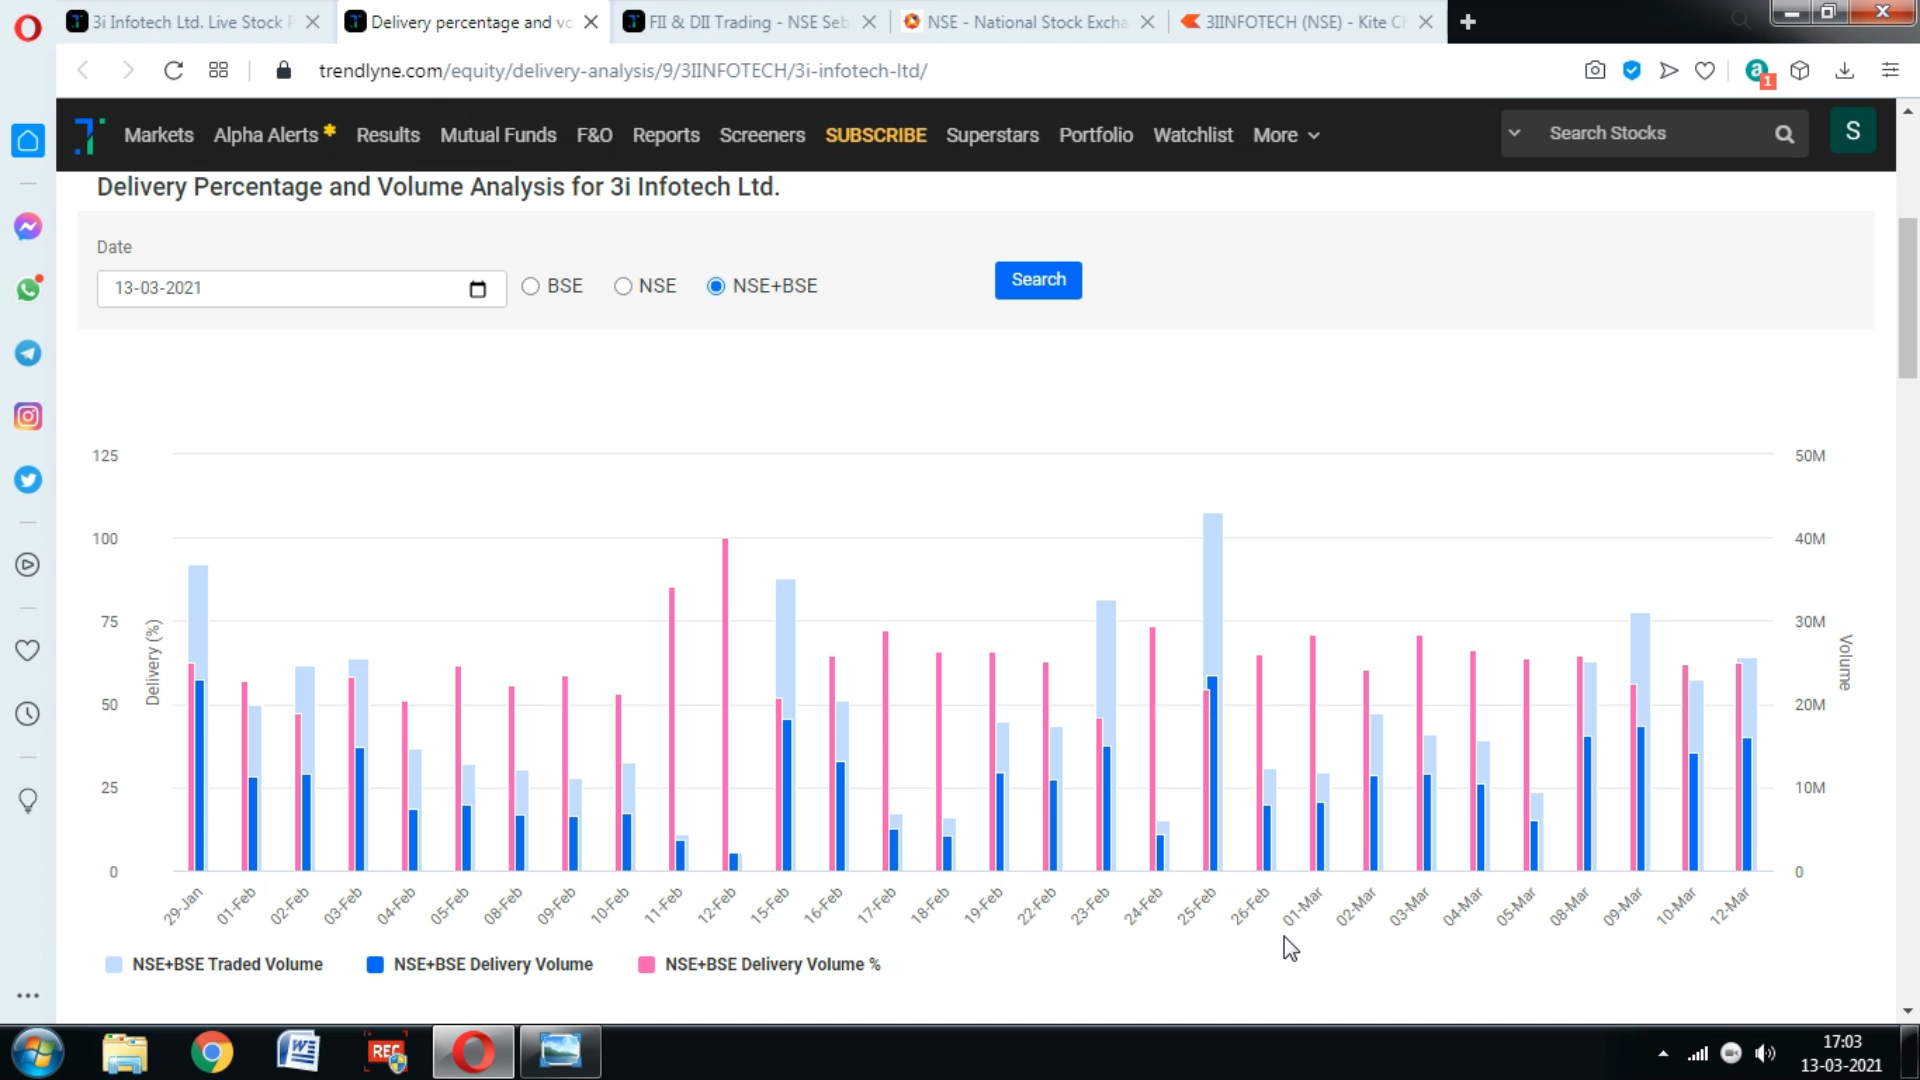 3i Infotech Ltd. Live Stock P
Delivery percentage and vo
FII & DII Trading - NSE Seb
NSE - National Stock Excha
3IINFOTECH (NSE) - Kite Ch
trendlyne.com/equity/delivery-analysis/9/3IINFOTECH/3i-infotech-ltd/
a
1
Markets Alpha Alerts Results Mutual Funds F&O Reports Screeners SUBSCRIBE Superstars Portfolio Watchlist More
Search Stocks
S
Delivery Percentage and Volume Analysis for 3i Infotech Ltd.
Date
13-03-2021
BSE NSE NSE+BSE
Search
125
100
75
50
25
0
Delivery (%)
50M
40M
30M
20M
10M
0
Volume
29-Jan 01-Feb 02-Feb 03-Feb 04-Feb 05-Feb 08-Feb 09-Feb 10-Feb 11-Feb 12-Feb 15-Feb 16-Feb 17-Feb 18-Feb 19-Feb 22-Feb 23-Feb 24-Feb 25-Feb 26-Feb 01-Mar 02-Mar 03-Mar 04-Mar 05-Mar 08-Mar 09-Mar 10-Mar 12-Mar
NSE+BSE Traded Volume NSE+BSE Delivery Volume NSE+BSE Delivery Volume %
W
REC
17:03
13-03-2021